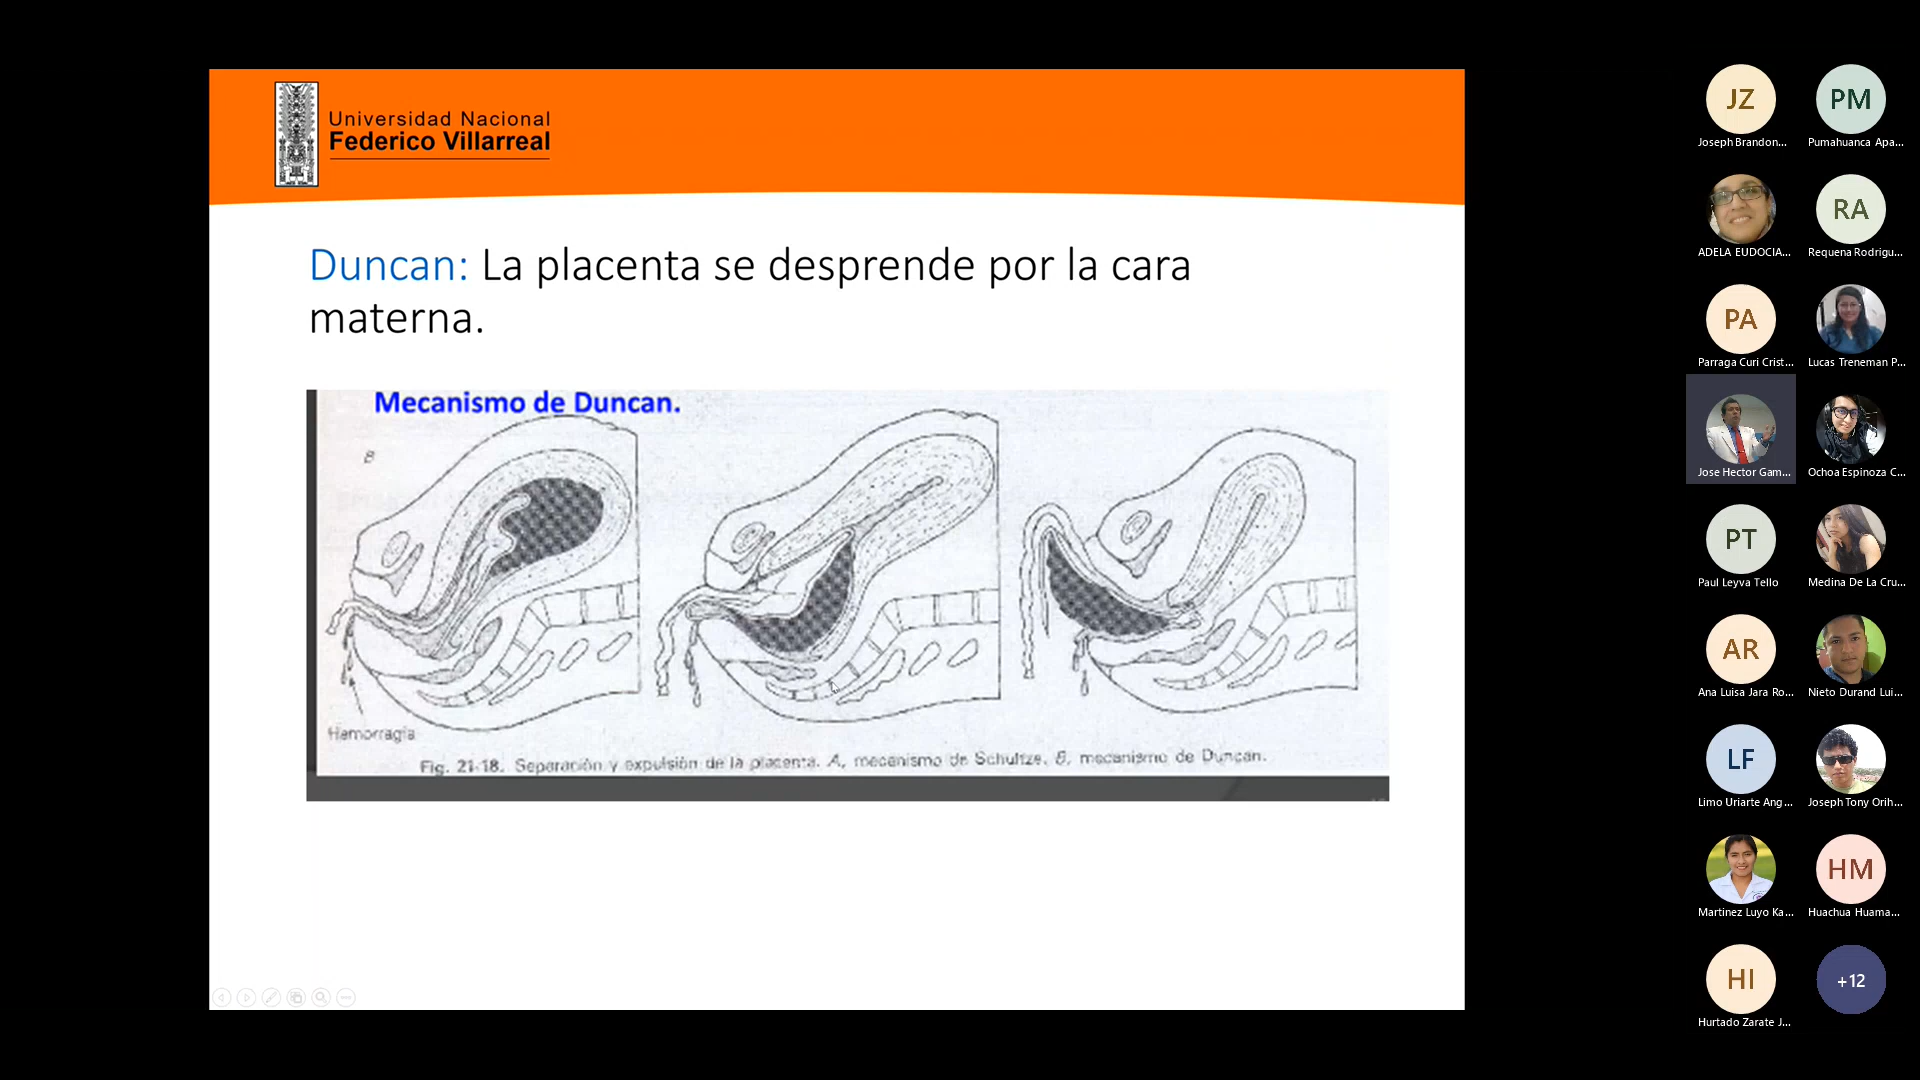 Universidad Nacional
Federico Villarreal
Duncan: La placenta se desprende por la cara
materna.
Mecanismo de Duncan.
B
Hemorragia
Fig. 21-18. Separación y expulsión de la placenta. A, mecanismo de Schultze. B, mecanismo de Duncan.
JZ
Joseph Brandon...
PM
Pumahuanca Apa...
ADELA EUDOCIA...
RA
Requena Rodrigu...
PA
Parraga Curi Crist...
Lucas Treneman P...
Jose Hector Gam...
Ochoa Espinoza C...
PT
Paul Leyva Tello
Medina De La Cru...
AR
Ana Luisa Jara Ro...
Nieto Durand Lui...
LF
Limo Uriarte Ang...
Joseph Tony Orih...
Martinez Luyo Ka...
HM
Huachua Huama...
HI
Hurtado Zarate J...
+12